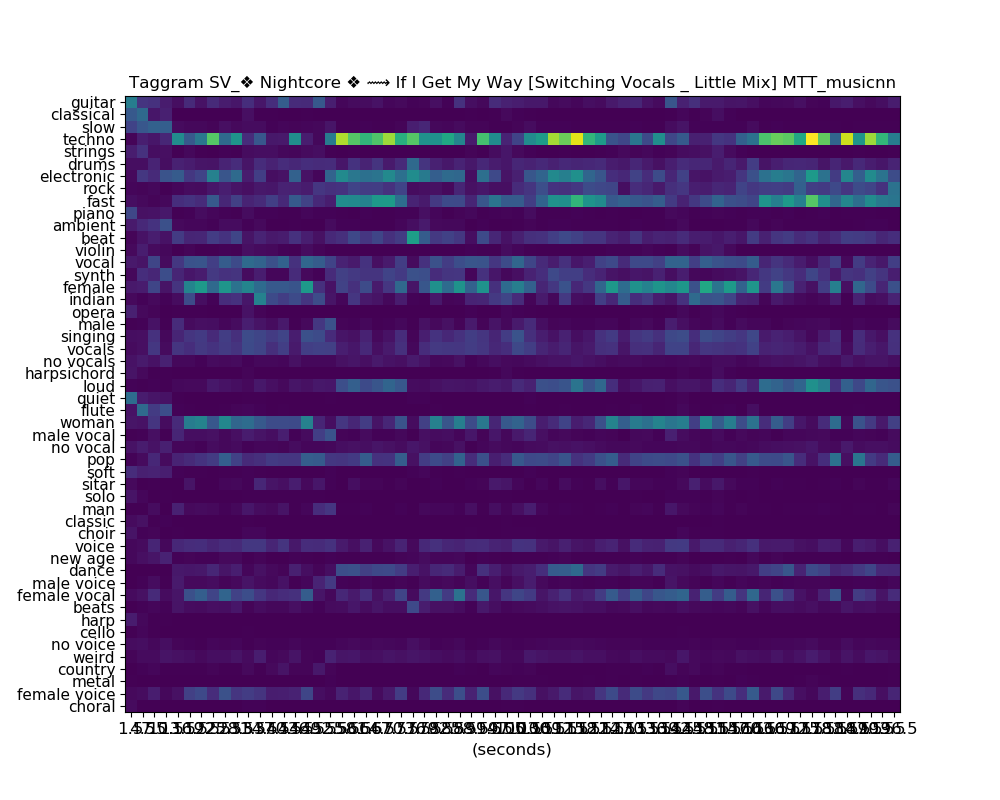 Taggram SV_❖ Nightcore ❖ ⟿ If I Get My Way [Switching Vocals _ Little Mix] MTT_musicnn
guitar
classical
slow
techno
strings
drums
electronic
rock
fast
piano
ambient
beat
violin
vocal
synth
female
indian
opera
male
singing
vocals
no vocals
harpsichord
loud
quiet
flute
woman
male vocal
no vocal
pop
soft
sitar
solo
man
classic
choir
voice
new age
dance
male voice
female vocal
beats
harp
cello
no voice
weird
country
metal
female voice
choral
(seconds)